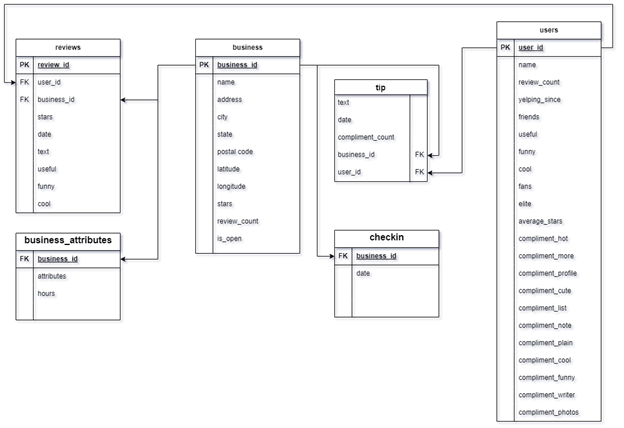 reviews
PK review_id
FK user_id
FK business_id
stars
date
text
useful
funny
cool
business_attributes
FK business_id
attributes
hours
business
PK business_id
name
address
city
state
postal code
latitude
longitude
stars
review_count
is_open
tip
text
date
compliment_count
business_id FK
user_id FK
checkin
FK business_id
date
users
PK user_id
name
review_count
yelping_since
friends
useful
funny
cool
fans
elite
average_stars
compliment_hot
compliment_more
compliment_profile
compliment_cute
compliment_list
compliment_note
compliment_plain
compliment_cool
compliment_funny
compliment_writer
compliment_photos